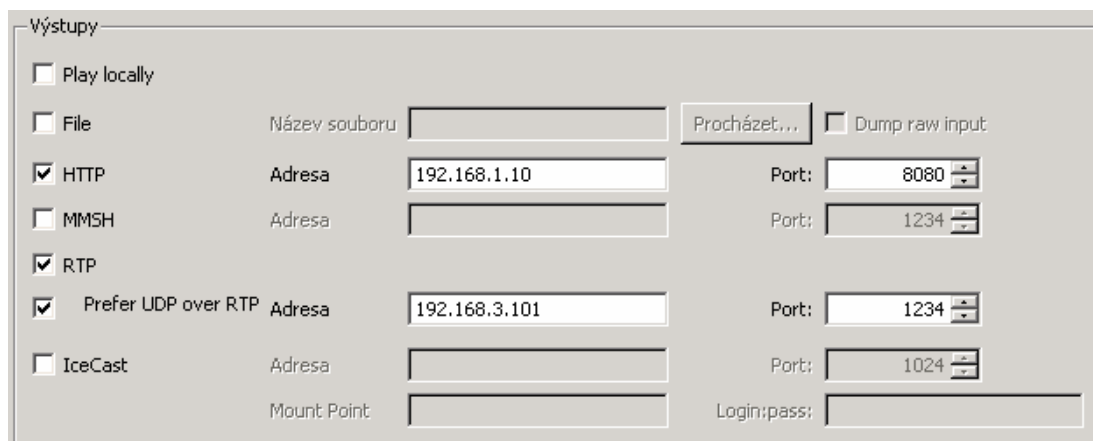 Výstupy
Play locally
File Název souboru Procházet... Dump raw input
HTTP Adresa 192.168.1.10 Port: 8080
MMSH Adresa Port: 1234
RTP
Prefer UDP over RTP Adresa 192.168.3.101 Port: 1234
IceCast Adresa Port: 1024
Mount Point Login:pass: